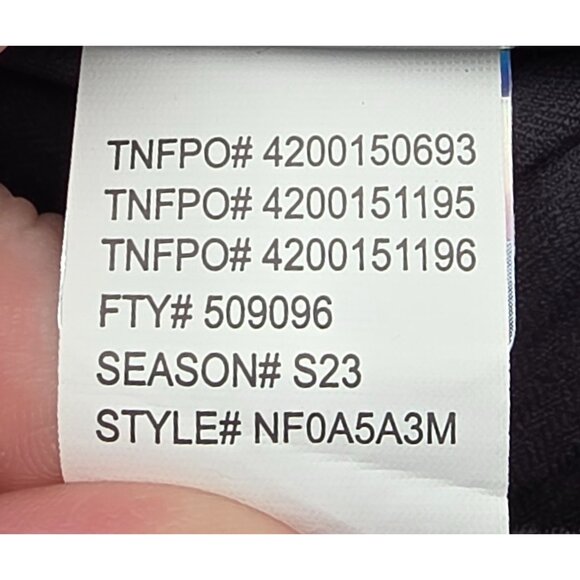 TNFPO# 4200150693
TNFPO# 4200151195
TNFPO# 4200151196
FTY# 509096
SEASON# S23
STYLE# NF0A5A3M